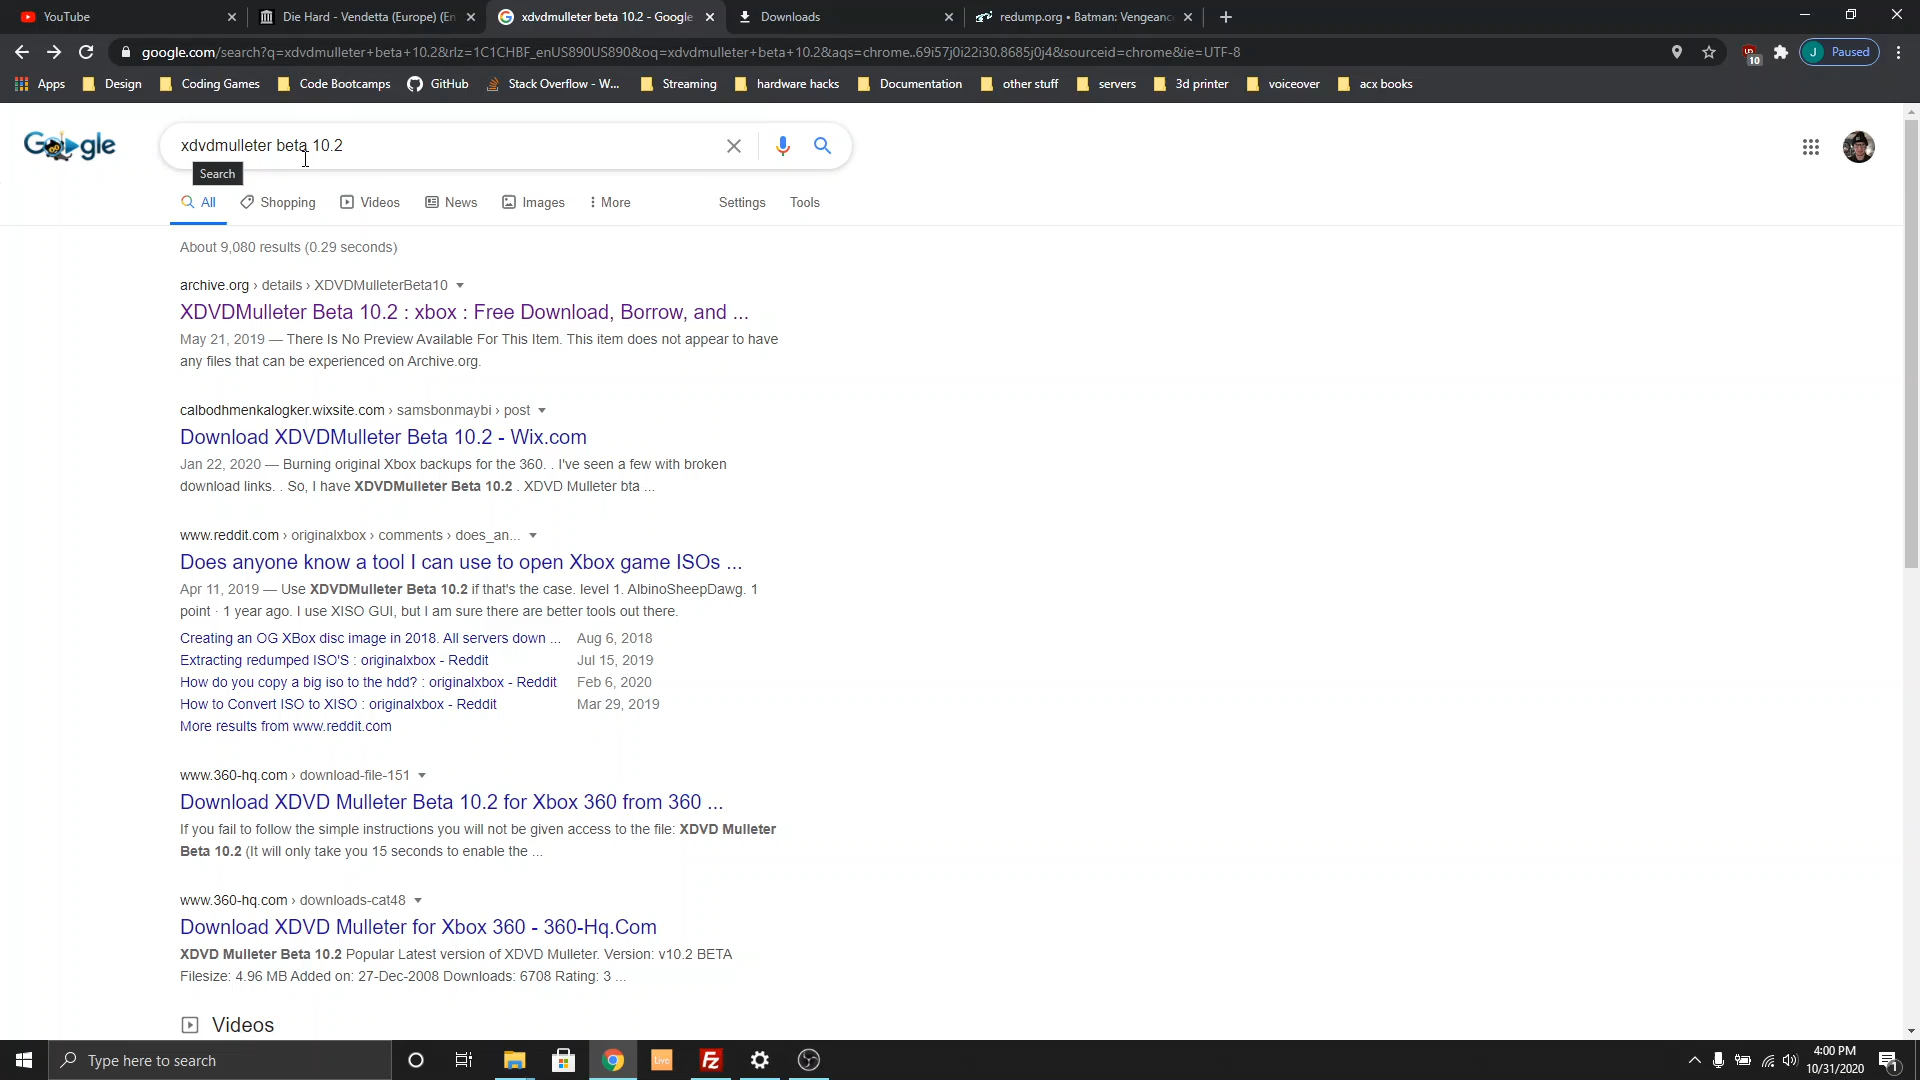 YouTube
Die Hard - Vendetta (Europe) (En
xdvdmulleter beta 10.2 - Google
Downloads
redump.org • Batman: Vengeanc
google.com/search?q=xdvdmulleter+beta+10.2&rlz=1C1CHBF_enUS890US890&oq=xdvdmulleter+beta+10.2&aqs=chrome..69i57j0i22i30.8685j0j4&sourceid=chrome&ie=UTF-8
10
J Paused
Apps
Design
Coding Games
Code Bootcamps
GitHub
Stack Overflow - W...
Streaming
hardware hacks
Documentation
other stuff
servers
3d printer
voiceover
acx books
Google
xdvdmulleter beta 10.2
Search
All
Shopping
Videos
News
Images
More
Settings
Tools
About 9,080 results (0.29 seconds)
archive.org › details › XDVDMulleterBeta10
XDVDMulleter Beta 10.2 : xbox : Free Download, Borrow, and ...
May 21, 2019 — There Is No Preview Available For This Item. This item does not appear to have
any files that can be experienced on Archive.org.
calbodhmenkalogker.wixsite.com › samsbonmaybi › post
Download XDVDMulleter Beta 10.2 - Wix.com
Jan 22, 2020 — Burning original Xbox backups for the 360. . I've seen a few with broken
download links. . So, I have XDVDMulleter Beta 10.2 . XDVD Mulleter bta ...
www.reddit.com › originalxbox › comments › does_an...
Does anyone know a tool I can use to open Xbox game ISOs ...
Apr 11, 2019 — Use XDVDMulleter Beta 10.2 if that's the case. level 1. AlbinoSheepDawg. 1
point · 1 year ago. I use XISO GUI, but I am sure there are better tools out there.
Creating an OG XBox disc image in 2018. All servers down ... Aug 6, 2018
Extracting redumped ISO'S : originalxbox - Reddit Jul 15, 2019
How do you copy a big iso to the hdd? : originalxbox - Reddit Feb 6, 2020
How to Convert ISO to XISO : originalxbox - Reddit Mar 29, 2019
More results from www.reddit.com
www.360-hq.com › download-file-151
Download XDVD Mulleter Beta 10.2 for Xbox 360 from 360 ...
If you fail to follow the simple instructions you will not be given access to the file: XDVD Mulleter
Beta 10.2 (It will only take you 15 seconds to enable the ...
www.360-hq.com › downloads-cat48
Download XDVD Mulleter for Xbox 360 - 360-Hq.Com
XDVD Mulleter Beta 10.2 Popular Latest version of XDVD Mulleter. Version: v10.2 BETA
Filesize: 4.96 MB Added on: 27-Dec-2008 Downloads: 6708 Rating: 3 ...
Videos
Type here to search
live
Fz
4:00 PM
10/31/2020
1